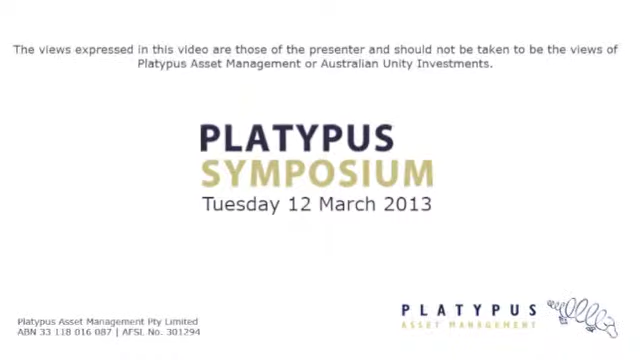 The views expressed in this video are those of the presenter and should not be taken to be the views of
Platypus Asset Management or Australian Unity Investments.
PLATYPUS
SYMPOSIUM
Tuesday 12 March 2013
Platypus Asset Management Pty Limited
ABN 33 118 016 087 | AFSL No. 301294
PLATYPUS
ASSET MANAGEMENT